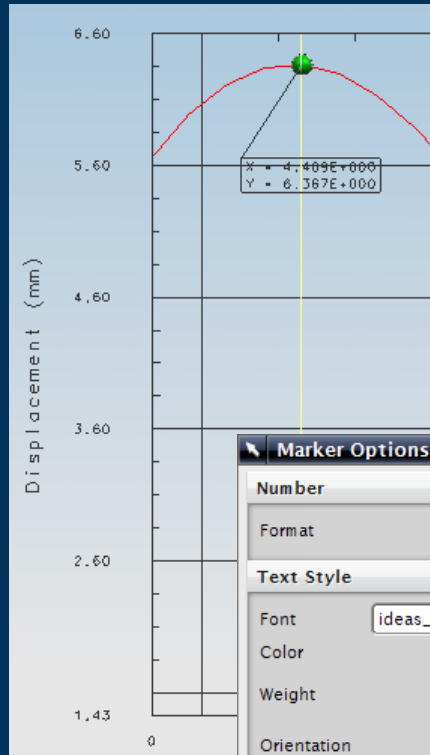 6.60
X = 4.409E+000
Y = 6.367E+000
5.60
Displacement (mm)
4.60
3.60
Marker Options
Number
Format
2.60
Text Style
Font ideas_
Color
Weight
1.43
0
Orientation